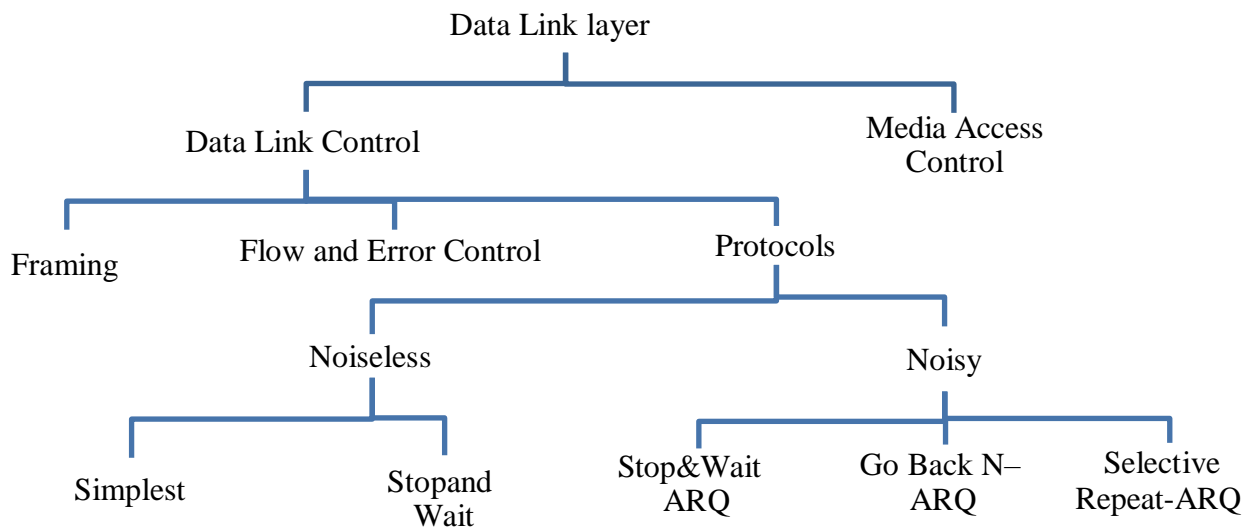 Data Link layer
Data Link Control
Media Access
Control
Framing
Flow and Error Control
Protocols
Noiseless
Noisy
Simplest
Stopand
Wait
Stop&Wait
ARQ
Go Back N–
ARQ
Selective
Repeat-ARQ